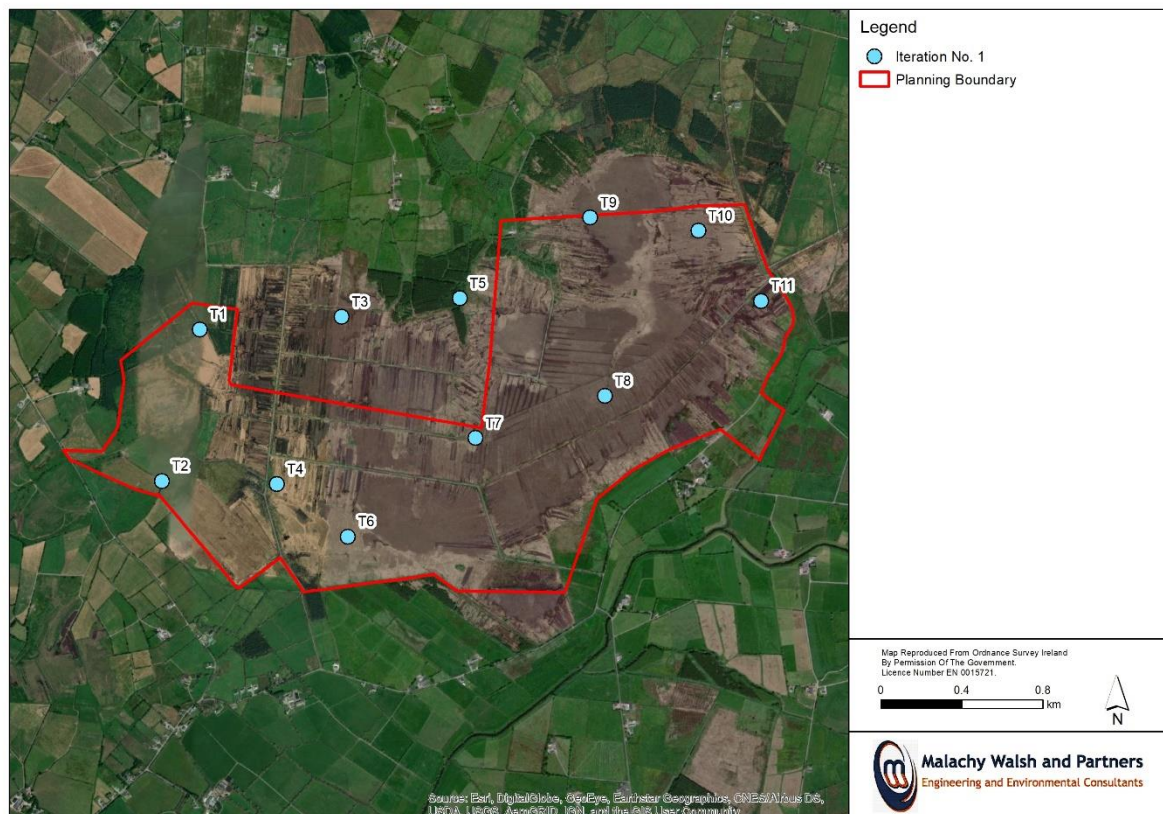 Legend
Iteration No. 1
Planning Boundary
T9
T10
T5
T11
T3
T1
T8
T7
T2
T4
T6
Map Reproduced From Ordnance Survey Ireland
By Permission Of The Government.
Licence Number EN 0015721.
0 0.4 0.8
km
N
Malachy Walsh and Partners
Engineering and Environmental Consultants
Source: Esri, DigitalGlobe, GeoEye, Earthstar Geographics, CNES/Airbus DS,
USDA, USGS, AeroGRID, IGN, and the GIS User Community